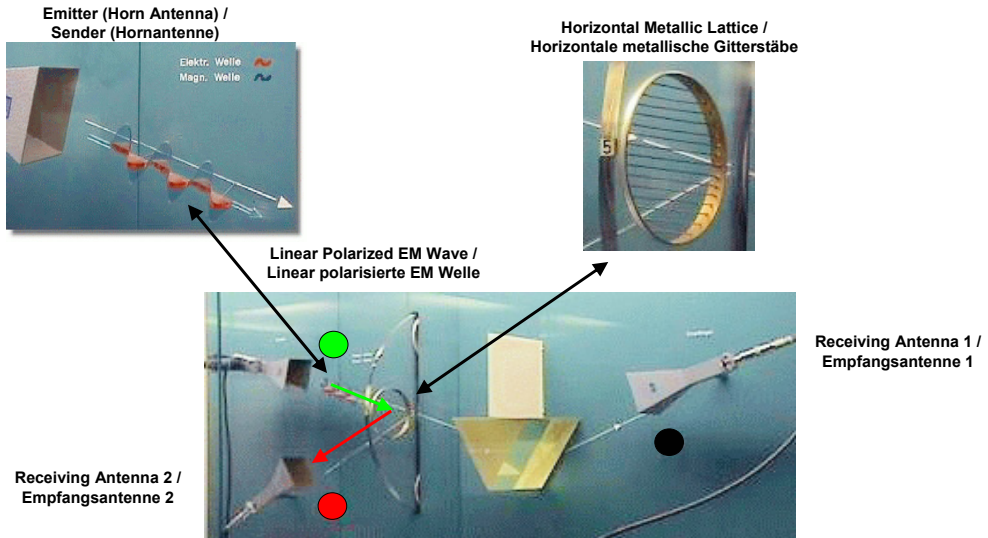 Emitter (Horn Antenna) /
Sender (Hornantenne)
Elektr. Welle
Magn. Welle
Horizontal Metallic Lattice /
Horizontale metallische Gitterstäbe
5
Linear Polarized EM Wave /
Linear polarisierte EM Welle
Receiving Antenna 1 /
Empfangsantenne 1
Receiving Antenna 2 /
Empfangsantenne 2